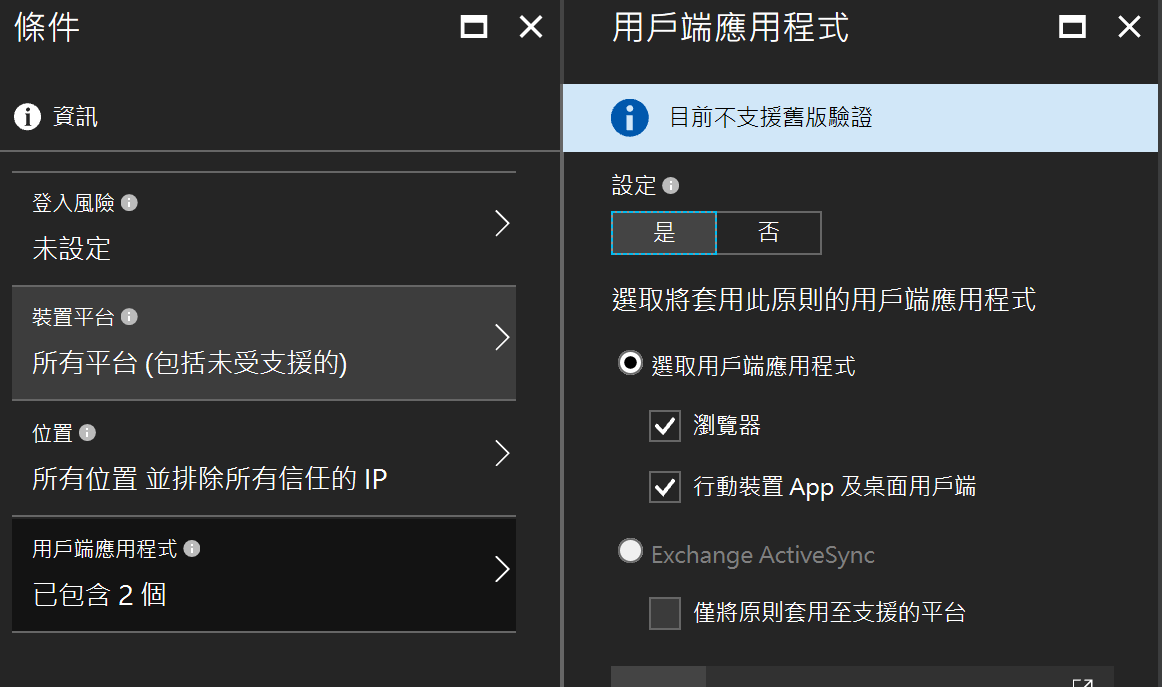 條件
資訊
登入風險
未設定
裝置平台
所有平台 (包括未受支援的)
位置
所有位置 並排除所有信任的 IP
用戶端應用程式
已包含 2 個
用戶端應用程式
目前不支援舊版驗證
設定
是 否
選取將套用此原則的用戶端應用程式
選取用戶端應用程式
瀏覽器
行動裝置 App 及桌面用戶端
Exchange ActiveSync
僅將原則套用至支援的平台